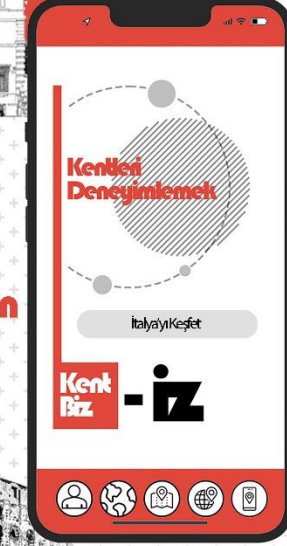 Kentleri
Deneyimlemek
İtalya'yı Keşfet
Kent
Biz
- iz
n